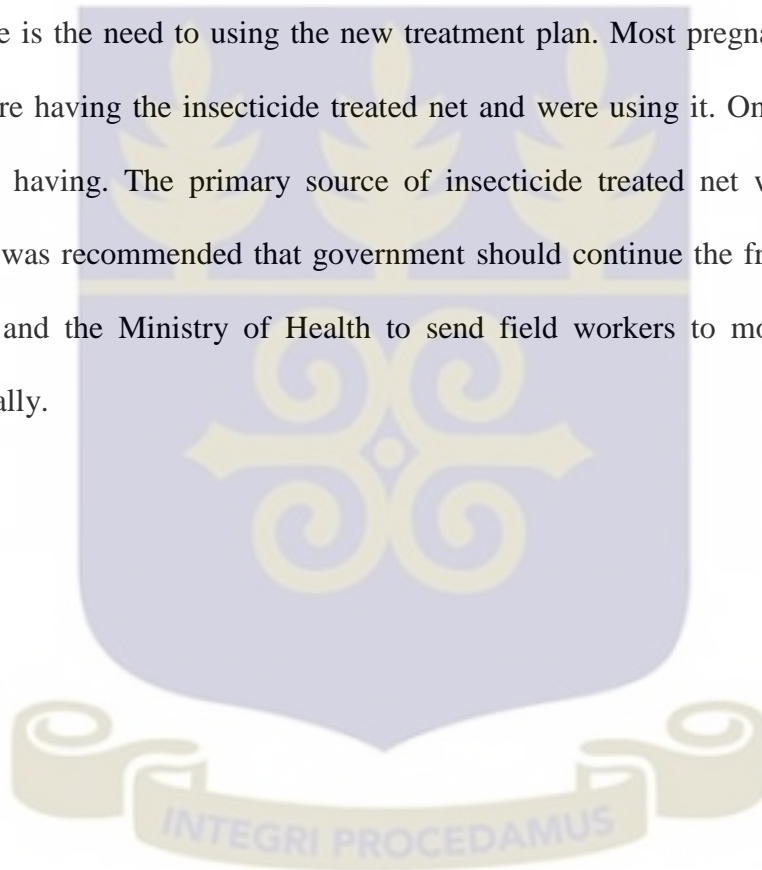 e is the need to using the new treatment plan. Most pregna
re having the insecticide treated net and were using it. On
having. The primary source of insecticide treated net v
was recommended that government should continue the fr
and the Ministry of Health to send field workers to mo
ally.
INTEGRI PROCEDAMUS